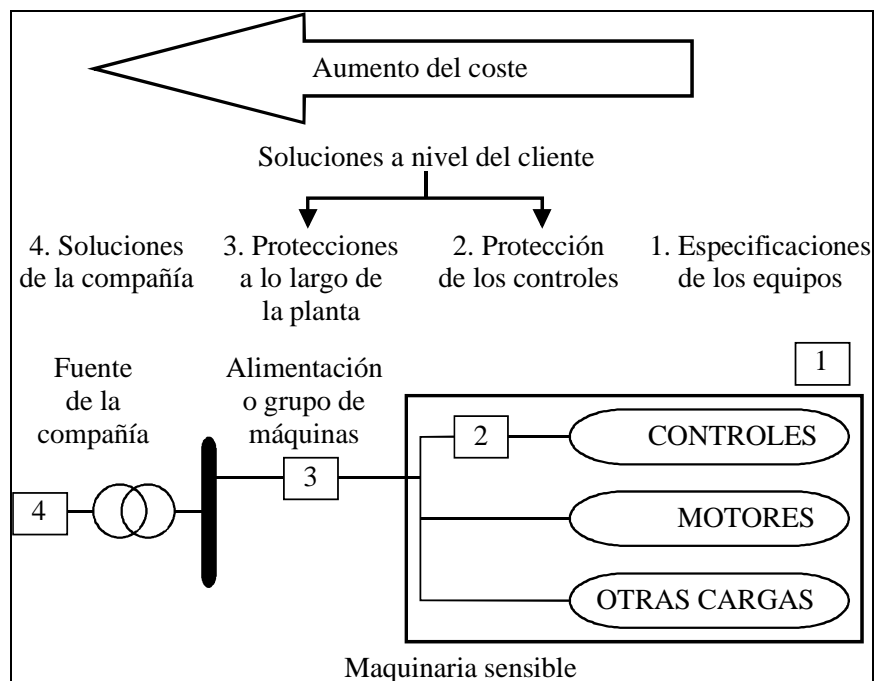 Aumento del coste
Soluciones a nivel del cliente
4. Soluciones
de la compañía
3. Protecciones
a lo largo de
la planta
2. Protección
de los controles
1. Especificaciones
de los equipos
Fuente
de la
compañía
Alimentación
o grupo de
máquinas
1
2
CONTROLES
3
4
MOTORES
OTRAS CARGAS
Maquinaria sensible